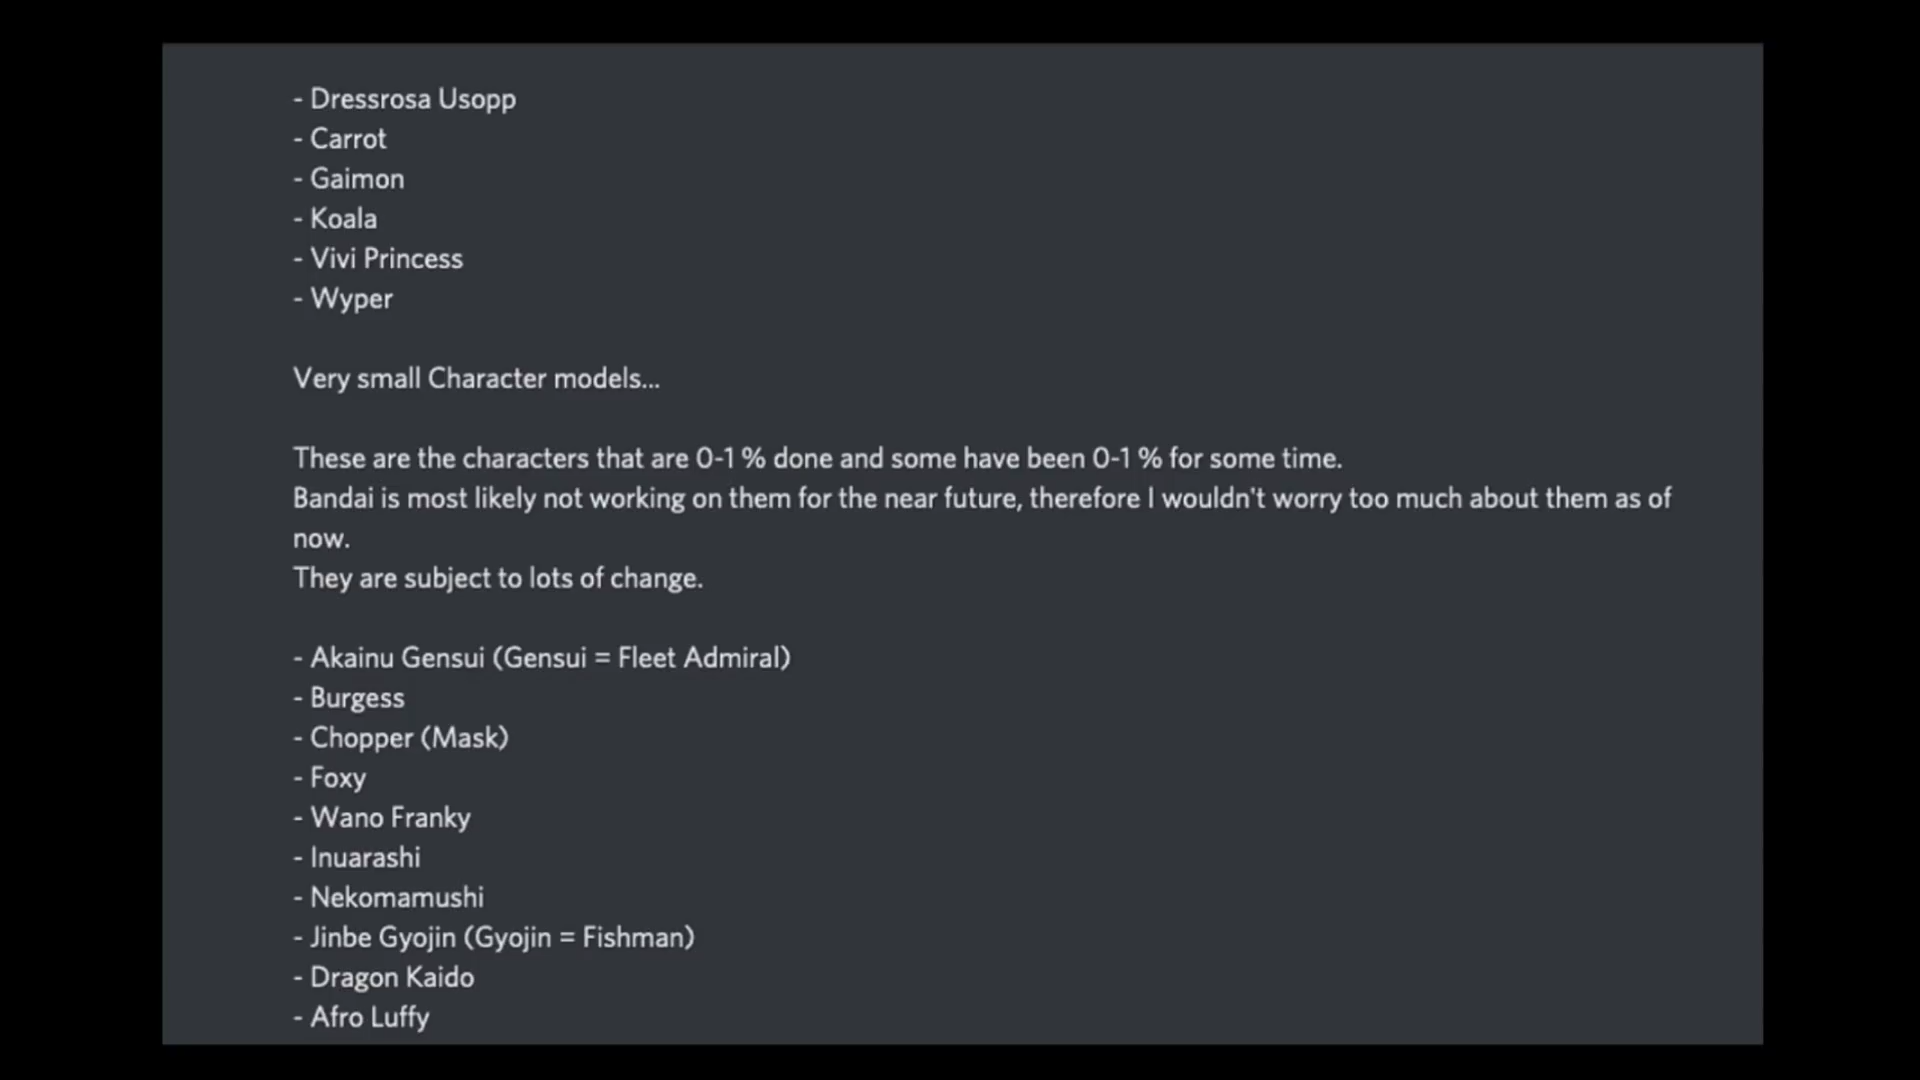 - Dressrosa Usopp
- Carrot
- Gaimon
- Koala
- Vivi Princess
- Wyper
Very small Character models...
These are the characters that are 0-1 % done and some have been 0-1 % for some time.
Bandai is most likely not working on them for the near future, therefore I wouldn't worry too much about them as of
now.
They are subject to lots of change.
- Akainu Gensui (Gensui = Fleet Admiral)
- Burgess
- Chopper (Mask)
- Foxy
- Wano Franky
- Inuarashi
- Nekomamushi
- Jinbe Gyojin (Gyojin = Fishman)
- Dragon Kaido
- Afro Luffy